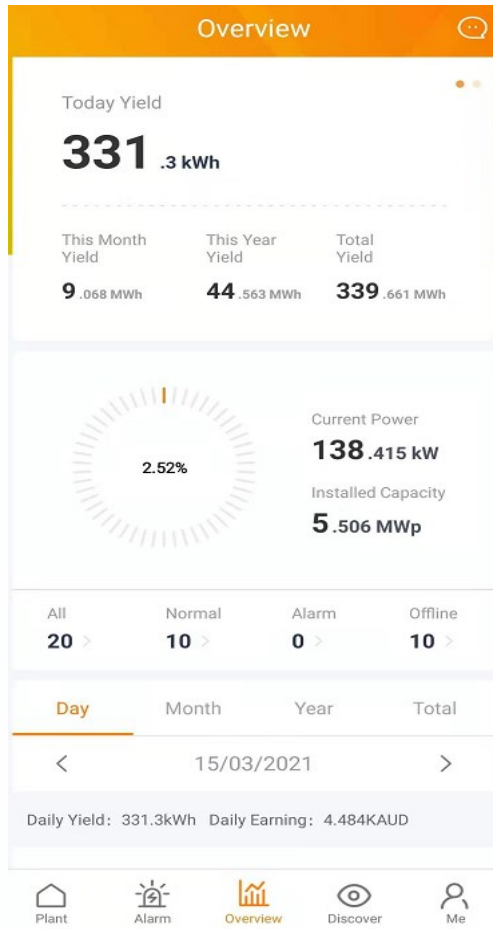 Overview
Today Yield
331.3 kWh
This Month Yield
This Year Yield
Total Yield
9.068 MWh
44.563 MWh
339.661 MWh
2.52%
Current Power
138.415 kW
Installed Capacity
5.506 MWp
All
Normal
Alarm
Offline
20 >
10 >
0 >
10 >
Day
Month
Year
Total
< 15/03/2021 >
Daily Yield: 331.3kWh Daily Earning: 4.484KAUD
Plant
Alarm
Overview
Discover
Me